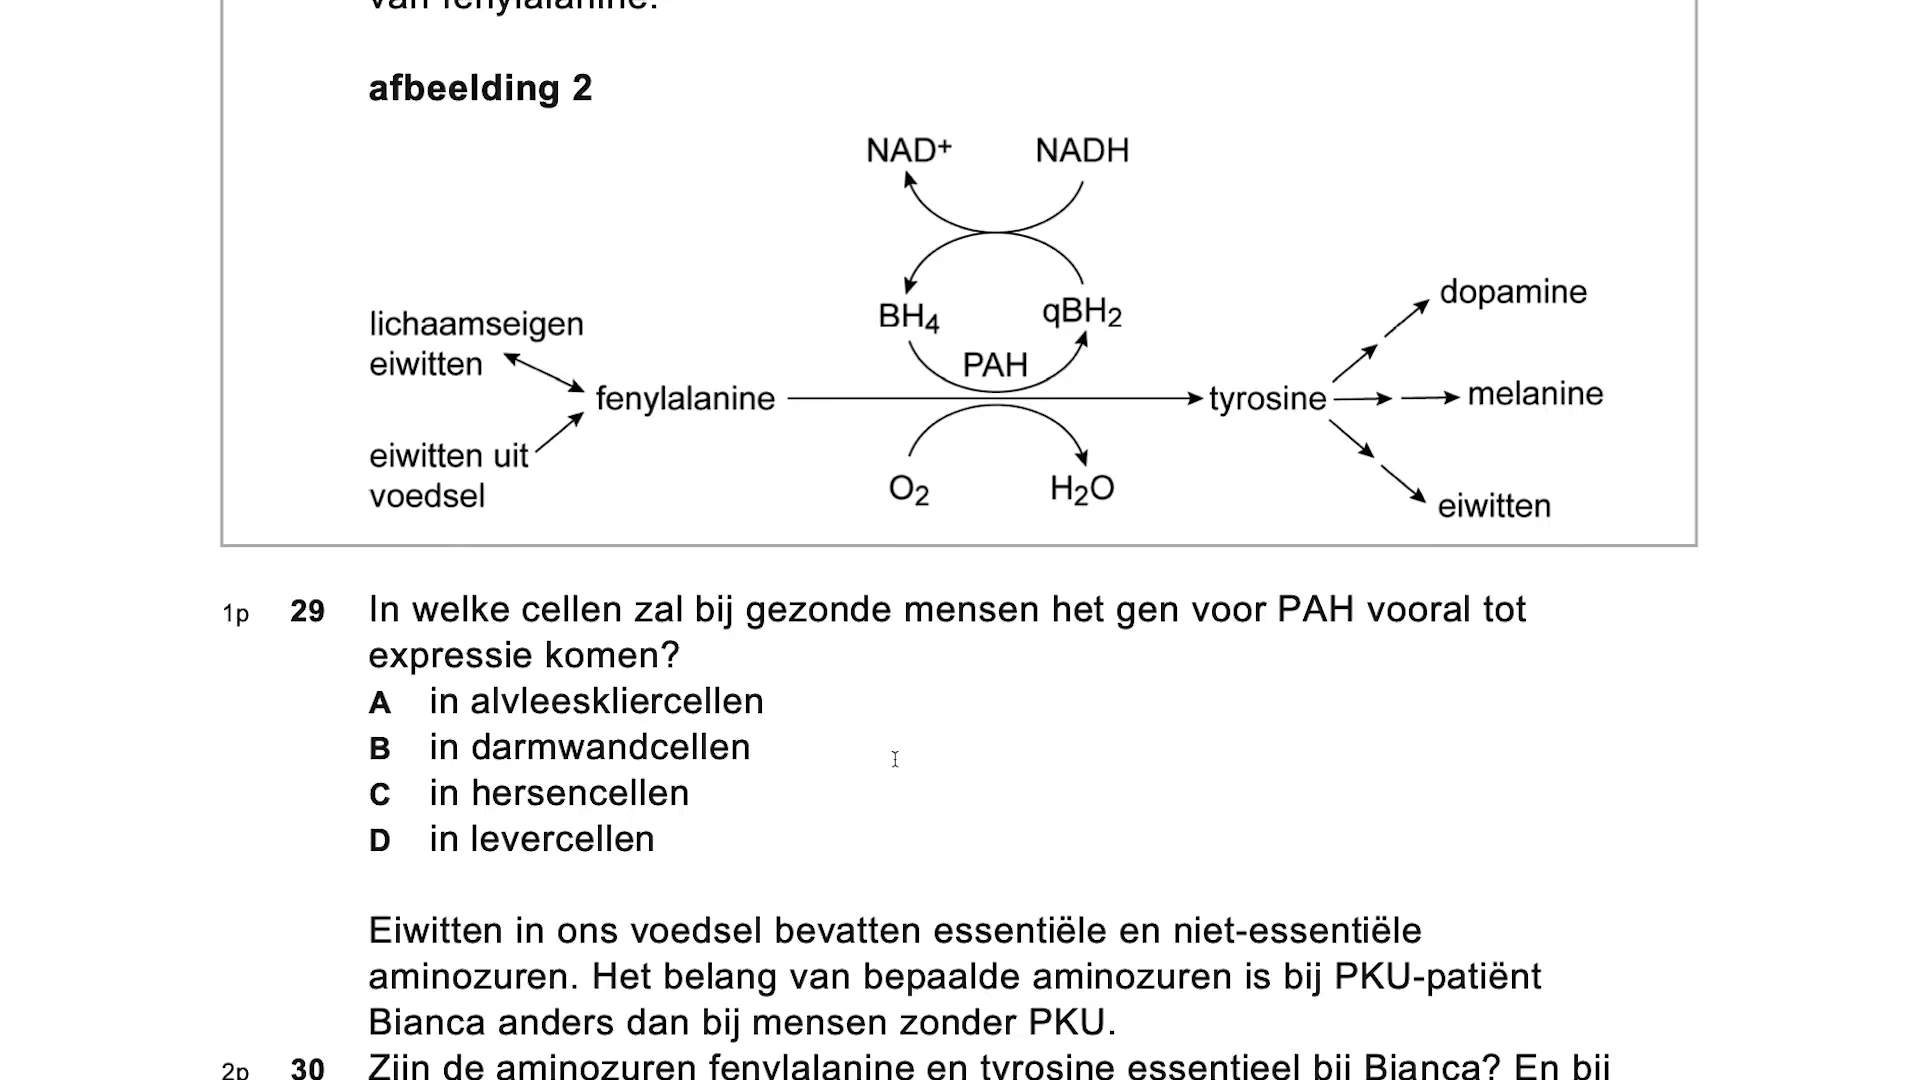 van fenylalanine.
afbeelding 2
NAD+ NADH
BH4 qBH2
PAH
lichaamseigen
eiwitten
fenylalanine
eiwitten uit
voedsel
O2 H2O
tyrosine
dopamine
melanine
eiwitten
1p 29 In welke cellen zal bij gezonde mensen het gen voor PAH vooral tot
expressie komen?
A in alvleeskliercellen
B in darmwandcellen
C in hersencellen
D in levercellen
Eiwitten in ons voedsel bevatten essentiële en niet-essentiële
aminozuren. Het belang van bepaalde aminozuren is bij PKU-patiënt
Bianca anders dan bij mensen zonder PKU.
2p 30 Zijn de aminozuren fenylalanine en tyrosine essentieel bij Bianca? En bij